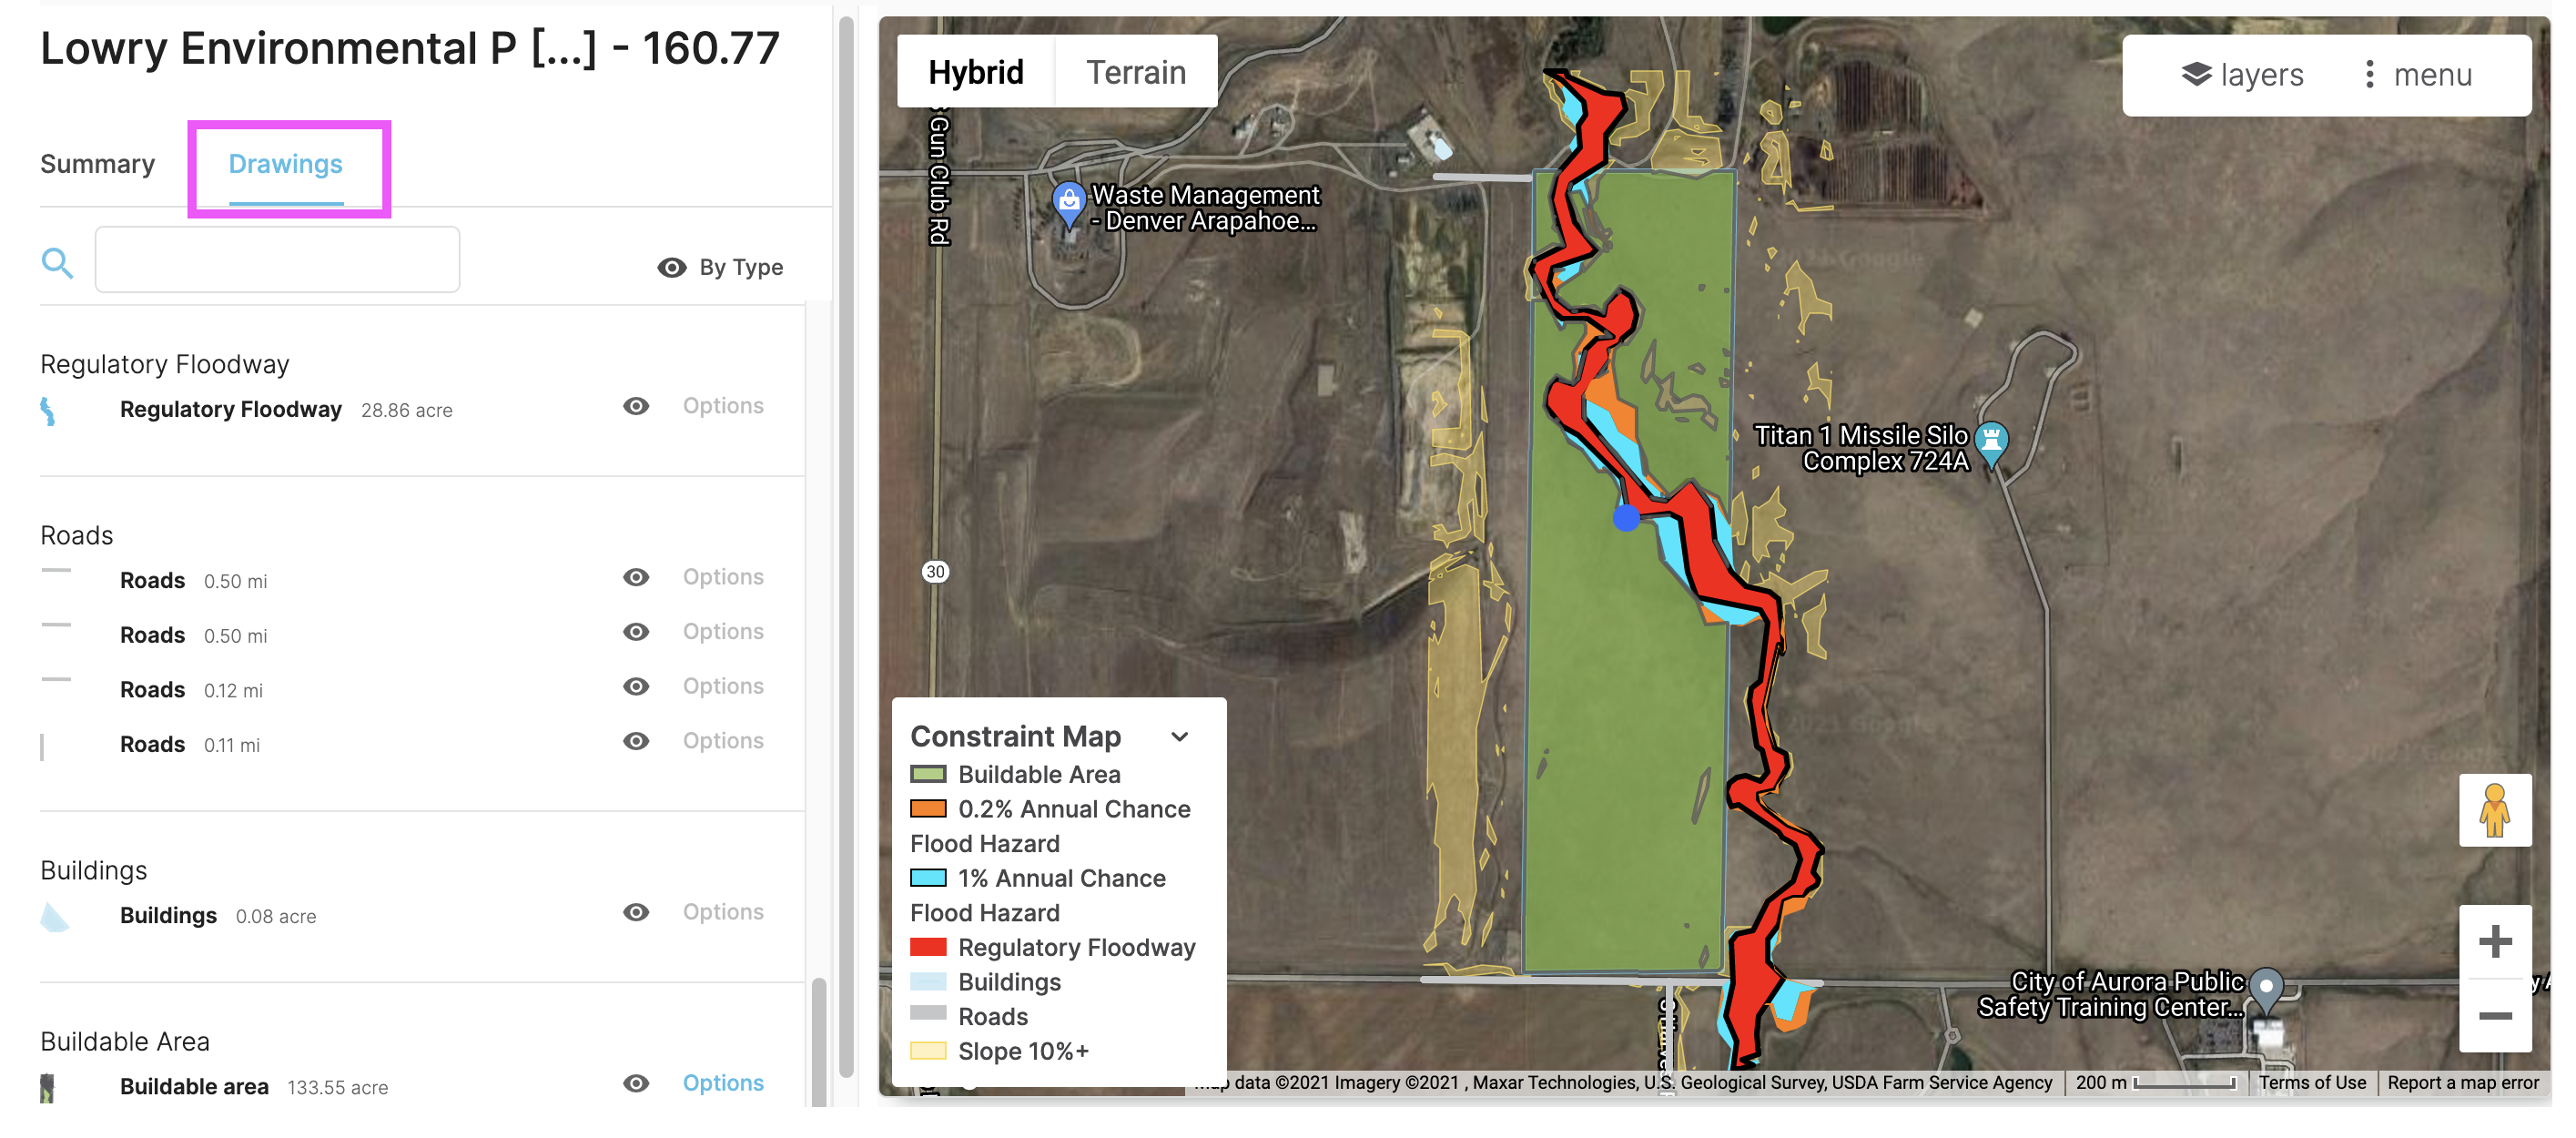 Lowry Environmental P [...] - 160.77
Summary
Drawings
By Type
Regulatory Floodway
Regulatory Floodway 28.86 acre
Options
Roads
Roads 0.50 mi
Options
Roads 0.50 mi
Options
Roads 0.12 mi
Options
Roads 0.11 mi
Options
Buildings
Buildings 0.08 acre
Options
Buildable Area
Buildable area 133.55 acre
Options
Hybrid
Terrain
layers
menu
Gun Club Rd
Waste Management
- Denver Arapahoe...
Titan 1 Missile Silo
Complex 724A
30
City of Aurora Public
Safety Training Center...
Constraint Map
Buildable Area
0.2% Annual Chance
Flood Hazard
1% Annual Chance
Flood Hazard
Regulatory Floodway
Buildings
Roads
Slope 10%+
Map data ©2021 Imagery ©2021 , Maxar Technologies, U.S. Geological Survey, USDA Farm Service Agency
200 m
Terms of Use
Report a map error